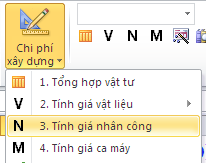 Chi phí
xây dựng
V N M
1. Tổng hợp vật tư
V 2. Tính giá vật liệu
N 3. Tính giá nhân công
M 4. Tính giá ca máy